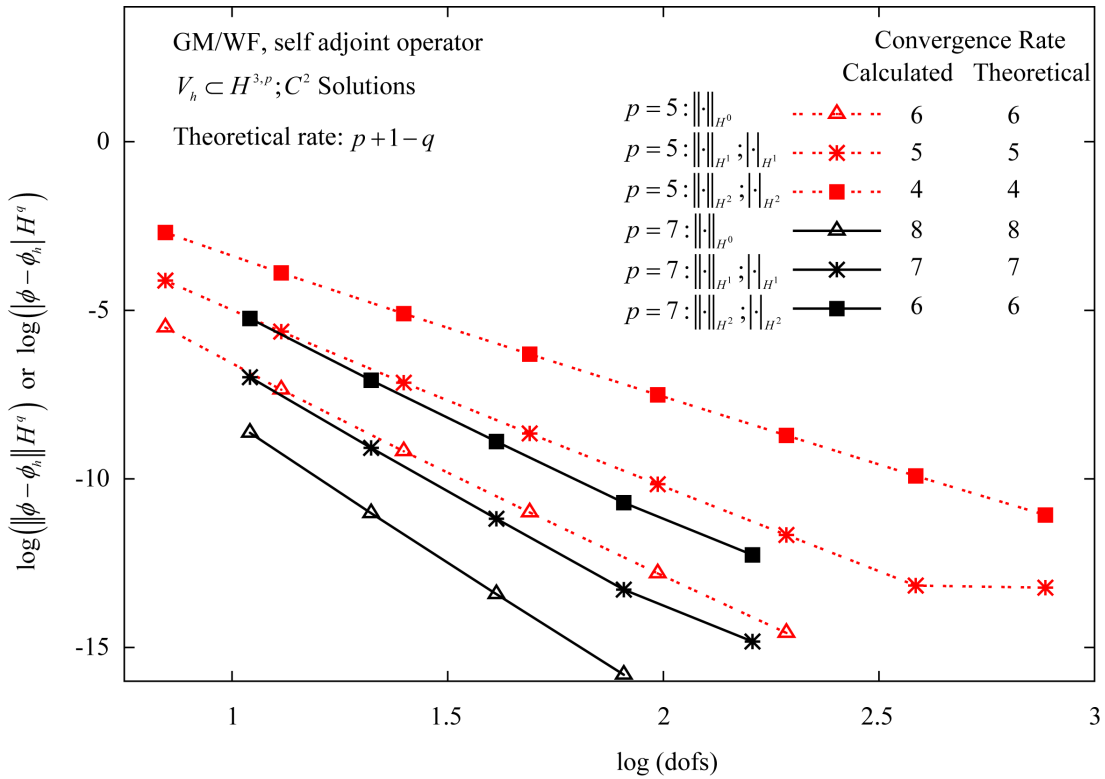 GM/WF, self adjoint operator
V_h ⊂ H^{3,p}; C^2 Solutions
Theoretical rate: p+1−q
Convergence Rate
Calculated Theoretical
p = 5 : ‖·‖_{H^0} 6 6
p = 5 : ‖·‖_{H^1} ; |·|_{H^1} 5 5
p = 5 : ‖·‖_{H^2} ; |·|_{H^2} 4 4
p = 7 : ‖·‖_{H^0} 8 8
p = 7 : ‖·‖_{H^1} ; |·|_{H^1} 7 7
p = 7 : ‖·‖_{H^2} ; |·|_{H^2} 6 6
log(‖φ−φ_h‖H^q) or log(|φ−φ_h|H^q)
0
-5
-10
-15
1 1.5 2 2.5 3
log (dofs)